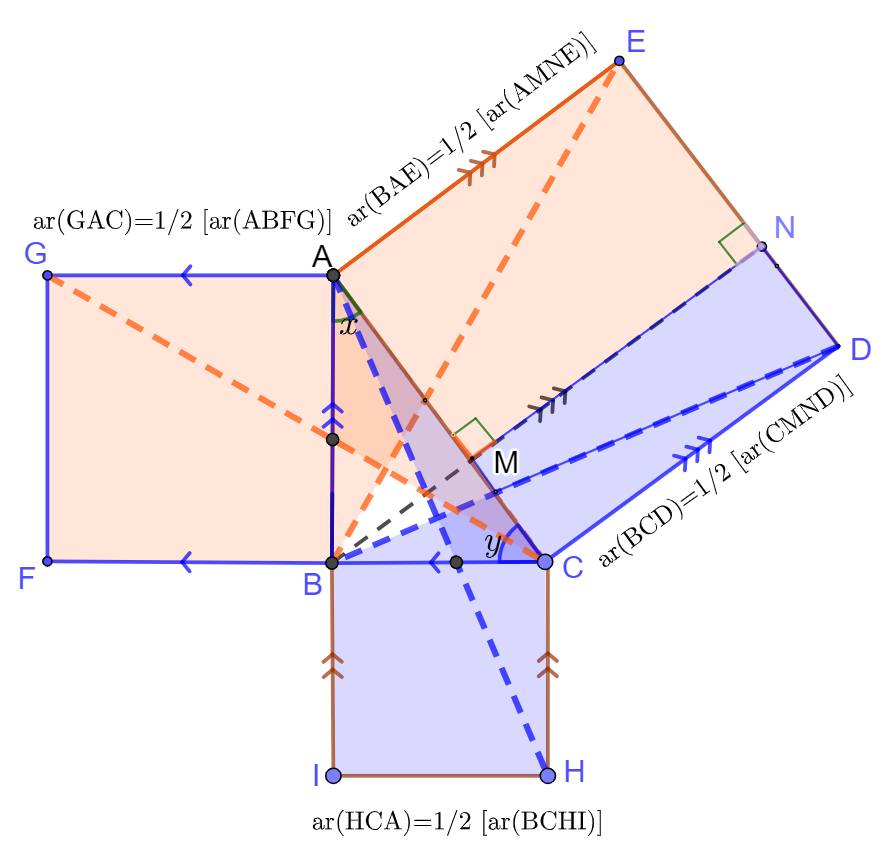 E
ar(BAE)=1/2 [ar(AMNE)]
ar(GAC)=1/2 [ar(ABFG)]
N
G
A
x
D
M
ar(BCD)=1/2 [ar(CMND)]
y
F
B
C
I
H
ar(HCA)=1/2 [ar(BCHI)]